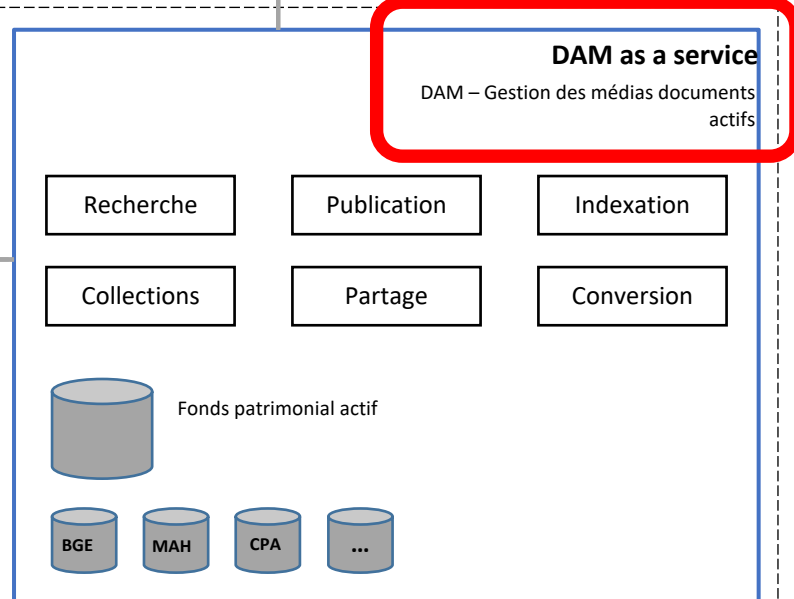 DAM as a service
DAM – Gestion des médias documents
actifs
Recherche
Publication
Indexation
Collections
Partage
Conversion
Fonds patrimonial actif
BGE
MAH
CPA
...